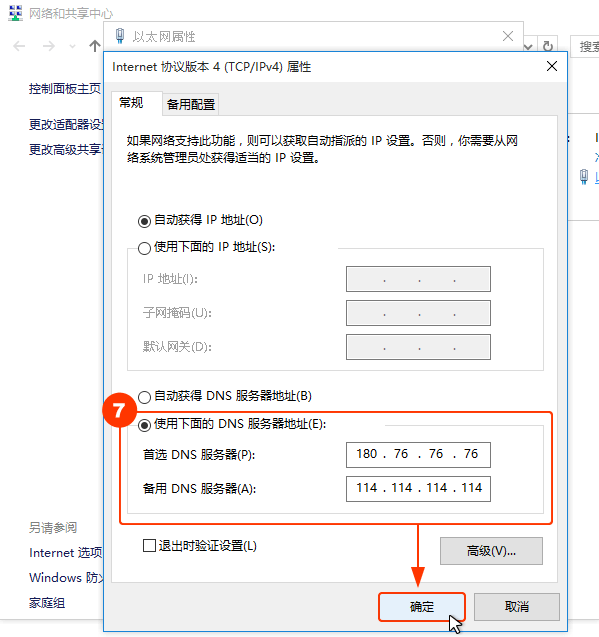 网络和共享中心
以太网属性
搜索
控制面板主页
更改适配器设
更改高级共享
Internet 协议版本 4 (TCP/IPv4) 属性
常规
备用配置
如果网络支持此功能，则可以获取自动指派的 IP 设置。否则，你需要从网
络系统管理员处获得适当的 IP 设置。
自动获得 IP 地址(O)
使用下面的 IP 地址(S):
IP 地址(I):
. . .
子网掩码(U):
. . .
默认网关(D):
. . .
自动获得 DNS 服务器地址(B)
7
使用下面的 DNS 服务器地址(E):
首选 DNS 服务器(P):
180 . 76 . 76 . 76
备用 DNS 服务器(A):
114 . 114 . 114 . 114
退出时验证设置(L)
高级(V)...
确定
取消
另请参阅
Internet 选项
Windows 防火
家庭组